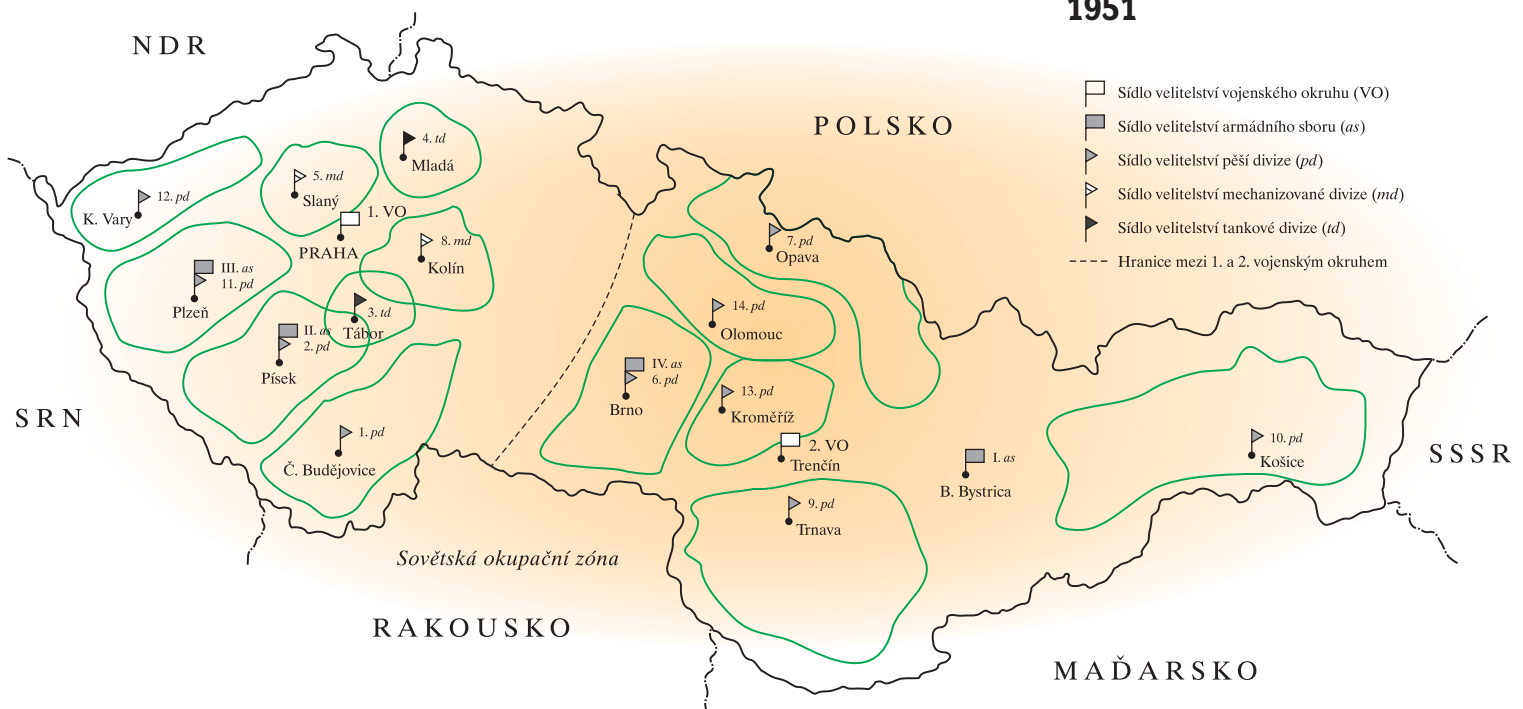 1951
NDR
POLSKO
SRN
SSSR
RAKOUSKO
MAĎARSKO
Sovětská okupační zóna
Sídlo velitelství vojenského okruhu (VO)
Sídlo velitelství armádního sboru (as)
Sídlo velitelství pěší divize (pd)
Sídlo velitelství mechanizované divize (md)
Sídlo velitelství tankové divize (td)
Hranice mezi 1. a 2. vojenským okruhem
4. td
Mladá
5. md
Slaný
12. pd
K. Vary
1. VO
PRAHA
8. md
Kolín
III. as
11. pd
Plzeň
3. td
Tábor
II. as
2. pd
Písek
1. pd
Č. Budějovice
7. pd
Opava
14. pd
Olomouc
IV. as
6. pd
Brno
13. pd
Kroměříž
2. VO
Trenčín
I. as
B. Bystrica
10. pd
Košice
9. pd
Trnava